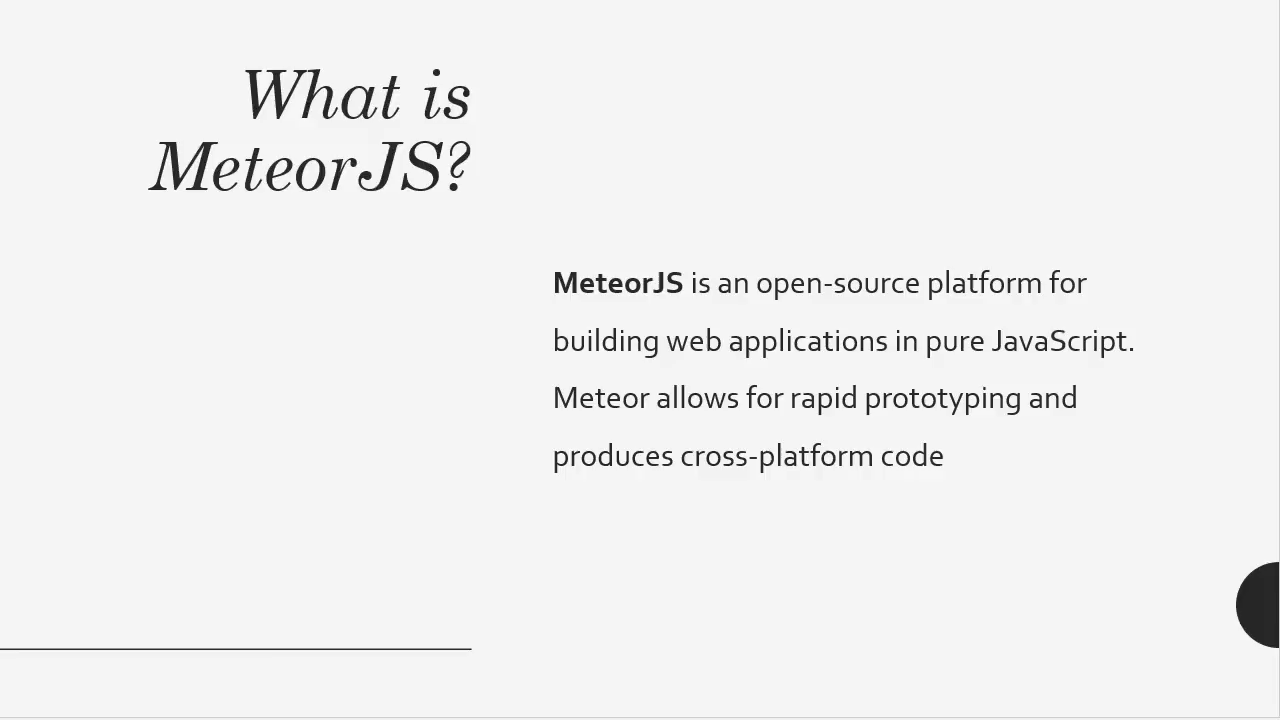 What is
MeteorJS?
MeteorJS is an open-source platform for
building web applications in pure JavaScript.
Meteor allows for rapid prototyping and
produces cross-platform code